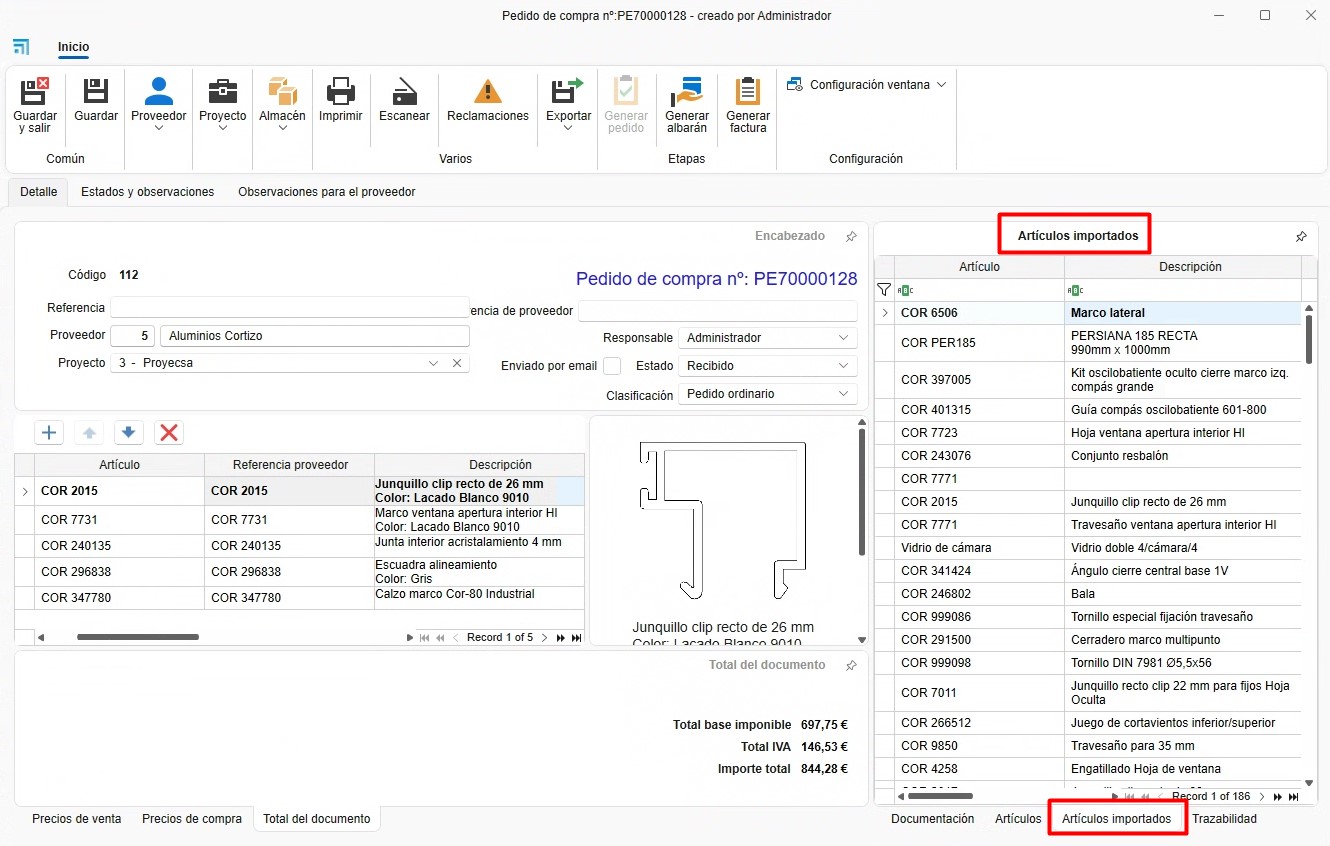 Pedido de compra nº:PE70000128 - creado por Administrador
Inicio
Guardar y salir
Guardar
Proveedor
Proyecto
Almacén
Imprimir
Escanear
Reclamaciones
Exportar
Generar pedido
Generar albarán
Generar factura
Configuración ventana
Común
Varios
Etapas
Configuración
Detalle
Estados y observaciones
Observaciones para el proveedor
Encabezado
Código 112
Pedido de compra nº: PE70000128
Referencia
encia de proveedor
Proveedor 5 Aluminios Cortizo
Responsable Administrador
Proyecto 3 - Proyecsa
Enviado por email
Estado Recibido
Clasificación Pedido ordinario
Artículo Referencia proveedor Descripción
COR 2015 COR 2015 Junquillo clip recto de 26 mm
Color: Lacado Blanco 9010
COR 7731 COR 7731 Marco ventana apertura interior HI
Color: Lacado Blanco 9010
COR 240135 COR 240135 Junta interior acristalamiento 4 mm
COR 296838 COR 296838 Escuadra alineamiento
Color: Gris
COR 347780 COR 347780 Calzo marco Cor-80 Industrial
Record 1 of 5
Junquillo clip recto de 26 mm
Color: Lacado Blanco 9010
Total del documento
Total base imponible 697,75 €
Total IVA 146,53 €
Importe total 844,28 €
Precios de venta
Precios de compra
Total del documento
Artículos importados
Artículo Descripción
COR 6506 Marco lateral
COR PER185 PERSIANA 185 RECTA
990mm x 1000mm
COR 397005 Kit oscilobatiente oculto cierre marco izq.
compás grande
COR 401315 Guía compás oscilobatiente 601-800
COR 7723 Hoja ventana apertura interior HI
COR 243076 Conjunto resbalón
COR 7771
COR 2015 Junquillo clip recto de 26 mm
COR 7771 Travesaño ventana apertura interior HI
Vidrio de cámara Vidrio doble 4/cámara/4
COR 341424 Ángulo cierre central base 1V
COR 246802 Bala
COR 999086 Tornillo especial fijación travesaño
COR 291500 Cerradero marco multipunto
COR 999098 Tornillo DIN 7981 Ø5,5x56
COR 7011 Junquillo recto clip 22 mm para fijos Hoja
Oculta
COR 266512 Juego de cortavientos inferior/superior
COR 9850 Travesaño para 35 mm
COR 4258 Engatillado Hoja de ventana
Record 1 of 186
Documentación
Artículos
Artículos importados
Trazabilidad